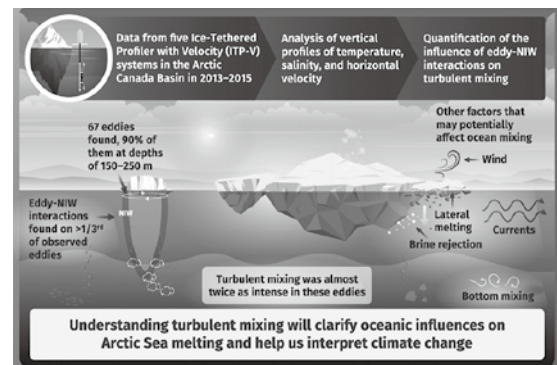 Data from five Ice-Tethered
Profiler with Velocity (ITP-V)
systems in the Arctic
Canada Basin in 2013–2015
Analysis of vertical
profiles of temperature,
salinity, and horizontal
velocity
Quantification of the
influence of eddy-NIW
interactions on
turbulent mixing
67 eddies
found, 90% of
them at depths
of 150–250 m
Other factors that
may potentially
affect ocean mixing
Wind
Eddy-NIW
interactions
found on >1/3rd
of observed
eddies
NIW
Lateral
melting
Currents
Brine rejection
Turbulent mixing was almost
twice as intense in these eddies
Bottom mixing
Understanding turbulent mixing will clarify oceanic influences on
Arctic Sea melting and help us interpret climate change